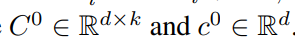 C⁰ ∈ ℝᵈˣᵏ and c⁰ ∈ ℝᵈ.